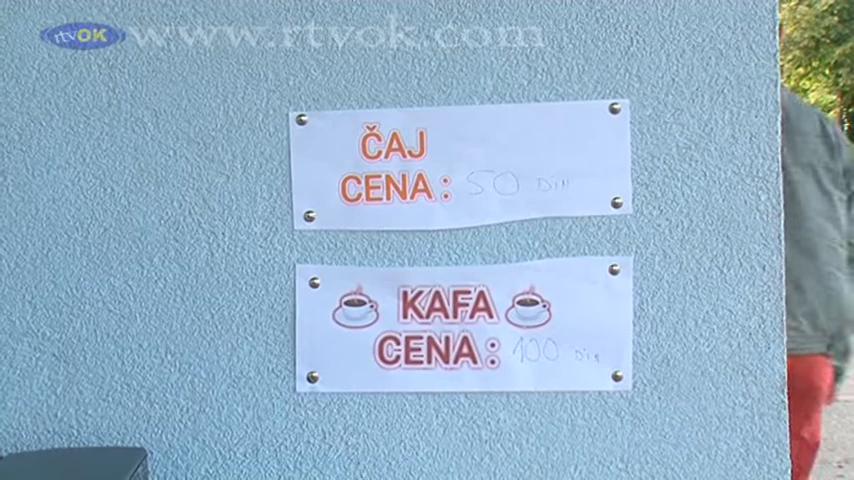 rtvOK www.rtvok.com
ČAJ
CENA : 50 DIN
KAFA
CENA : 100 Din